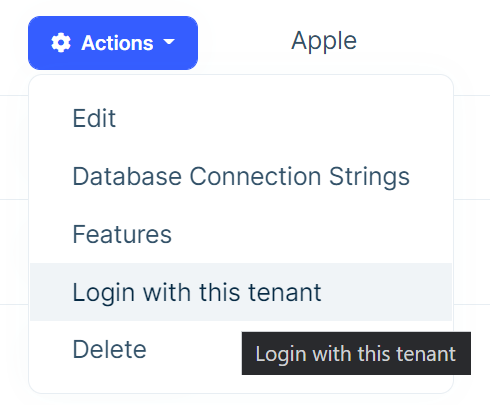 Actions
Apple
Edit
Database Connection Strings
Features
Login with this tenant
Delete
Login with this tenant